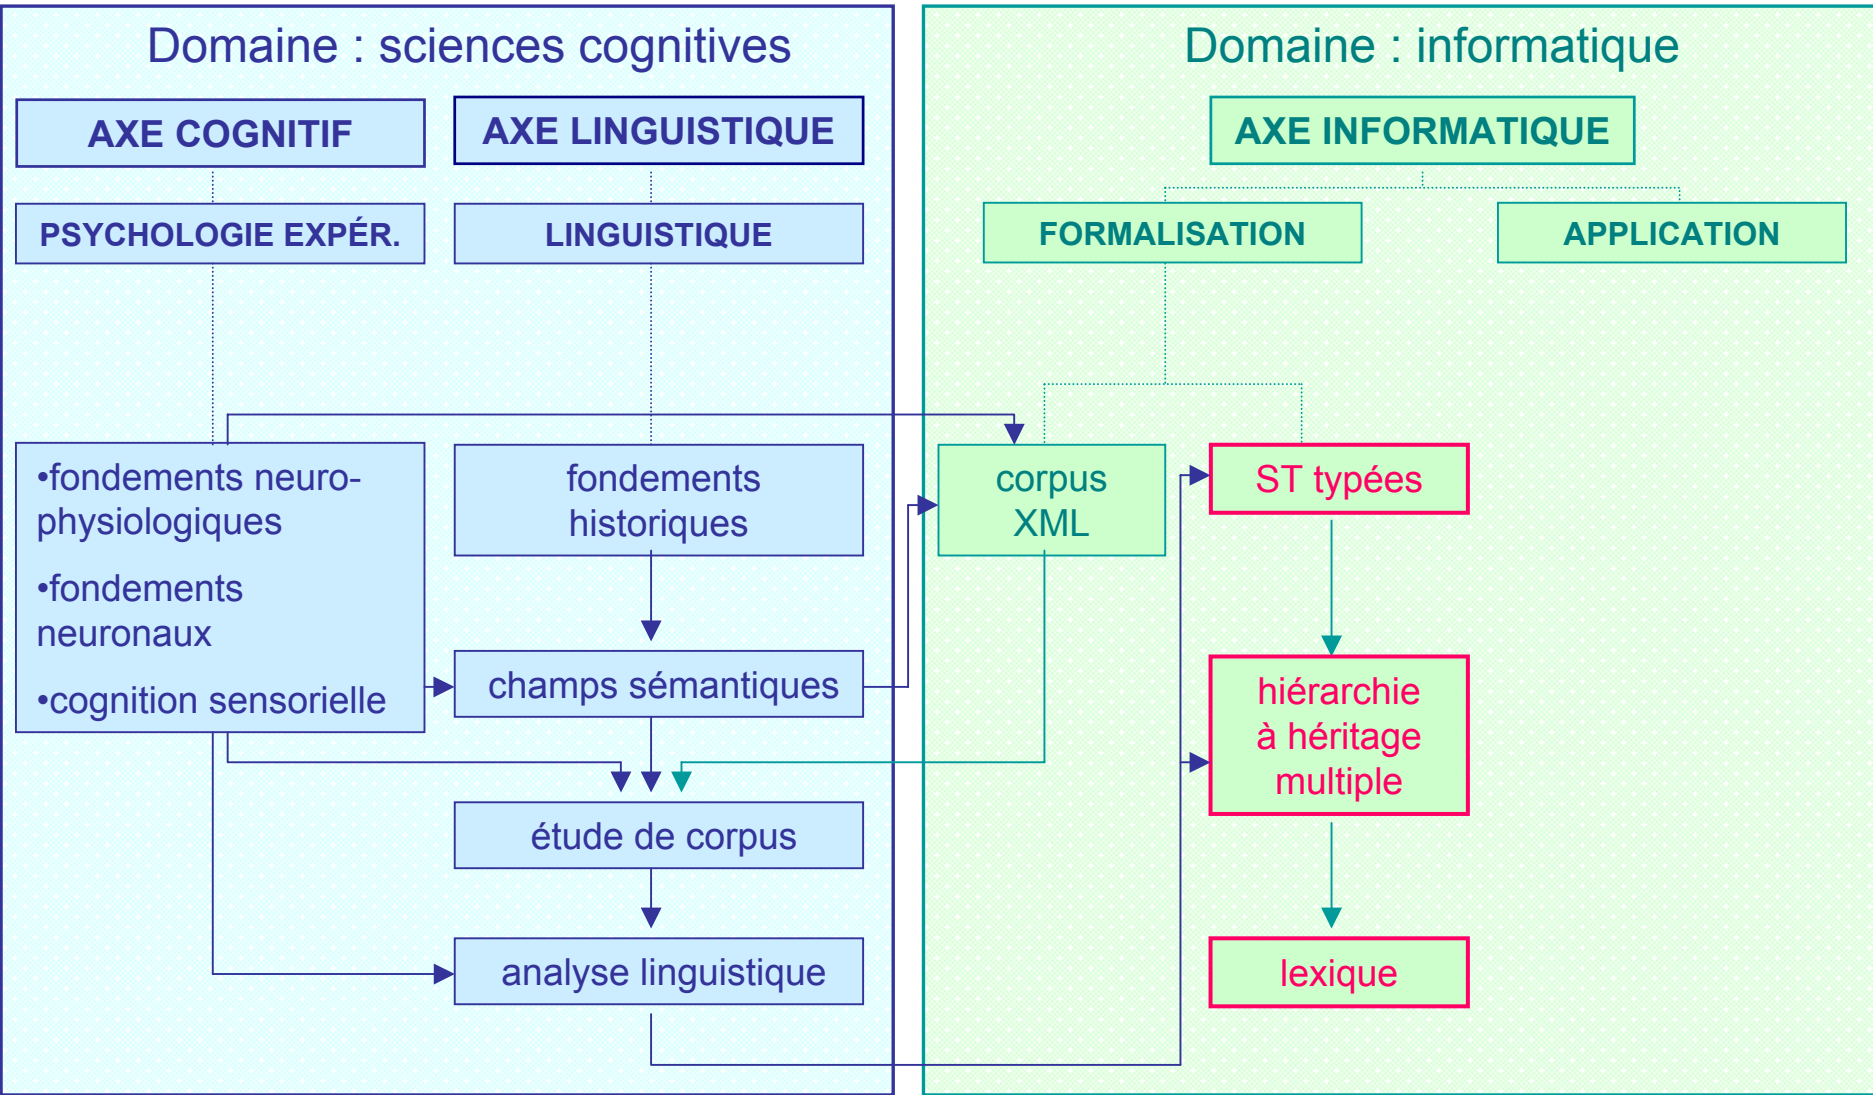 Domaine : sciences cognitives
AXE COGNITIF
AXE LINGUISTIQUE
PSYCHOLOGIE EXPÉR.
LINGUISTIQUE
•fondements neuro-
physiologiques
•fondements
neuronaux
•cognition sensorielle
fondements
historiques
champs sémantiques
étude de corpus
analyse linguistique
Domaine : informatique
AXE INFORMATIQUE
FORMALISATION
APPLICATION
corpus
XML
ST typées
hiérarchie
à héritage
multiple
lexique